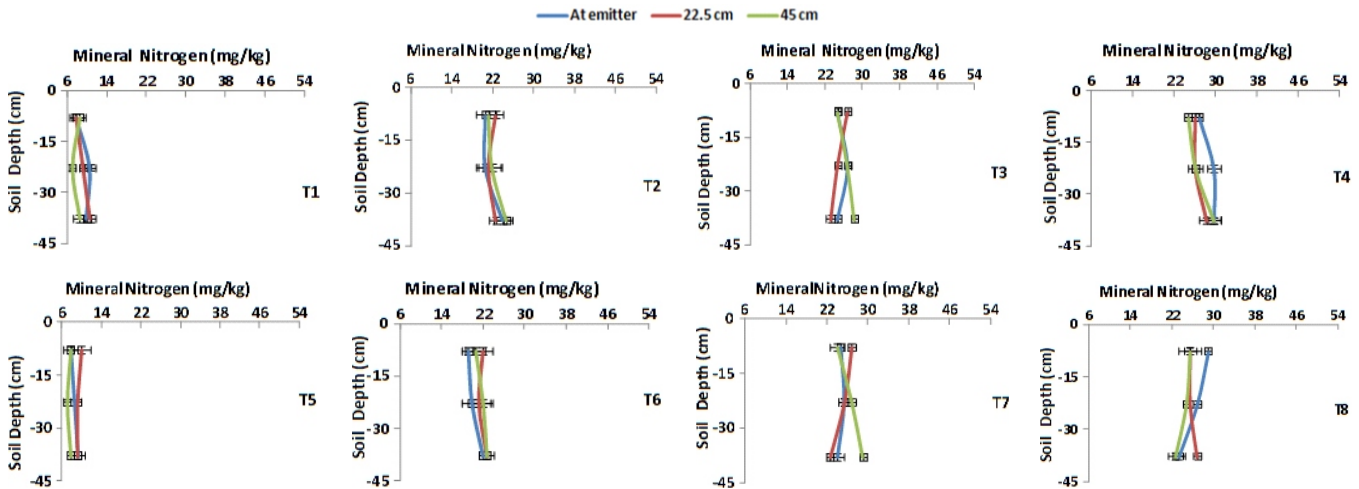 At emitter 22.5 cm 45 cm
Mineral Nitrogen (mg/kg) Mineral Nitrogen (mg/kg) Mineral Nitrogen (mg/kg) Mineral Nitrogen (mg/kg)
6 14 22 30 38 46 54 6 14 22 30 38 46 54 6 14 22 30 38 46 54 6 14 22 30 38 46 54
0 0 0 0
-15 -15 -15 -15
-30 -30 -30 -30
-45 -45 -45 -45
Soil Depth (cm) Soil Depth (cm) Soil Depth (cm) Soil Depth (cm)
T1 T2 T3 T4
Mineral Nitrogen (mg/kg) Mineral Nitrogen (mg/kg) MineralNitrogen (mg/kg) Mineral Nitrogen (mg/kg)
6 14 22 30 38 46 54 6 14 22 30 38 46 54 6 14 22 30 38 46 54 6 14 22 30 38 46 54
0 0 0 0
-15 -15 -15 -15
-30 -30 -30 -30
-45 -45 -45 -45
Soil Depth (cm) Soil Depth (cm) Soil Depth (cm) Soil Depth (cm)
T5 T6 T7 T8